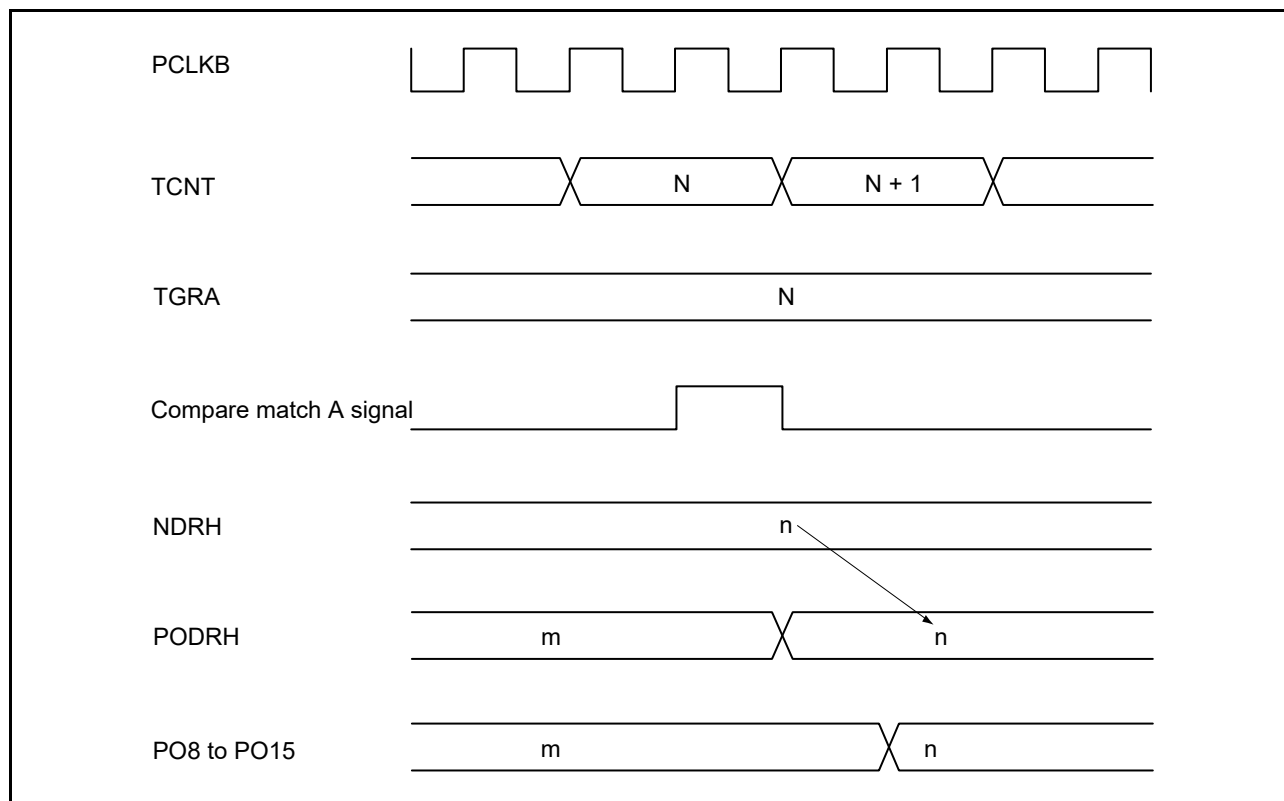 PCLKB
TCNT N N + 1
TGRA N
Compare match A signal
NDRH n
PODRH m n
PO8 to PO15 m n